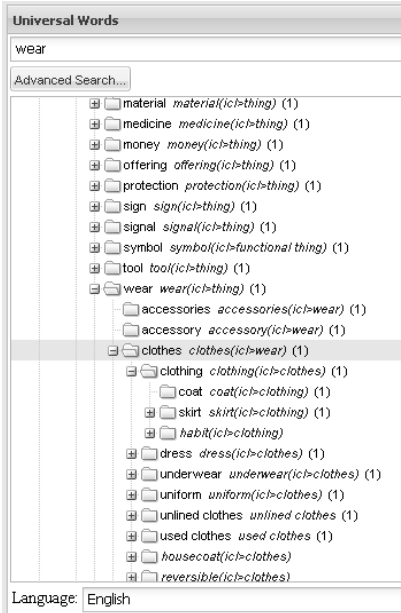 Universal Words
wear
Advanced Search...
material material(icl>thing) (1)
medicine medicine(icl>thing) (1)
money money(icl>thing) (1)
offering offering(icl>thing) (1)
protection protection(icl>thing) (1)
sign sign(icl>thing) (1)
signal signal(icl>thing) (1)
symbol symbol(icl>functional thing) (1)
tool tool(icl>thing) (1)
wear wear(icl>thing) (1)
accessories accessories(icl>wear) (1)
accessory accessory(icl>wear) (1)
clothes clothes(icl>wear) (1)
clothing clothing(icl>clothes) (1)
coat coat(icl>clothing) (1)
skirt skirt(icl>clothing) (1)
habit(icl>clothing)
dress dress(icl>clothes) (1)
underwear underwear(icl>clothes) (1)
uniform uniform(icl>clothes) (1)
unlined clothes unlined clothes (1)
used clothes used clothes (1)
housecoat(icl>clothes)
reversible(icl>clothes)
Language: English